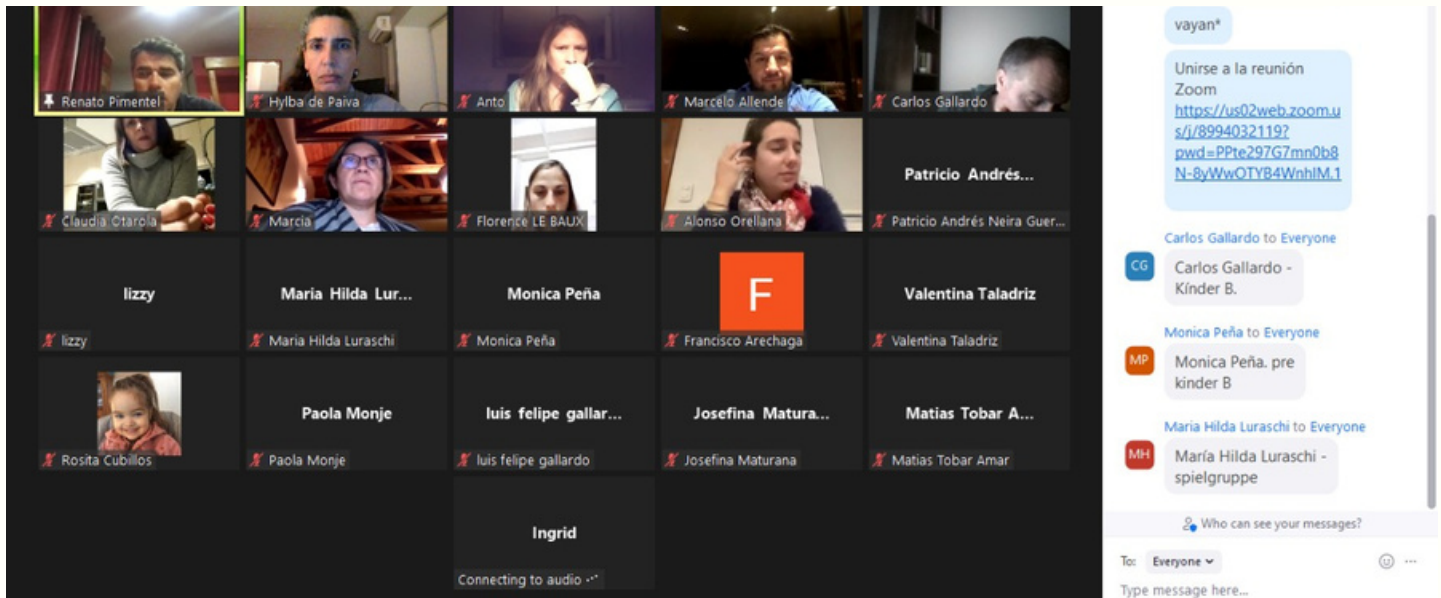 Renato Pimentel
Hylba de Paiva
Anto
Marcelo Allende
Carlos Gallardo
Claudia Otarola
Marcia
Florence LE BAUX
Alonso Orellana
Patricio Andrés...
Patricio Andrés Neira Guer...
lizzy
lizzy
Maria Hilda Lur...
Maria Hilda Luraschi
Monica Peña
Monica Peña
F
Francisco Arechaga
Valentina Taladriz
Valentina Taladriz
Rosita Cubillos
Paola Monje
Paola Monje
luis felipe gallar...
luis felipe gallardo
Josefina Matura...
Josefina Maturana
Matias Tobar A...
Matias Tobar Amar
Ingrid
Connecting to audio
vayan*
Unirse a la reunión
Zoom
https://us02web.zoom.u
s/j/8994032119?
pwd=PPte297G7mn0b8
N-8yWwOTYB4WnhlM.1
Carlos Gallardo to Everyone
CG
Carlos Gallardo -
Kínder B.
Monica Peña to Everyone
MP
Monica Peña. pre
kinder B
Maria Hilda Luraschi to Everyone
MH
María Hilda Luraschi -
spielgruppe
Who can see your messages?
To: Everyone
Type message here...